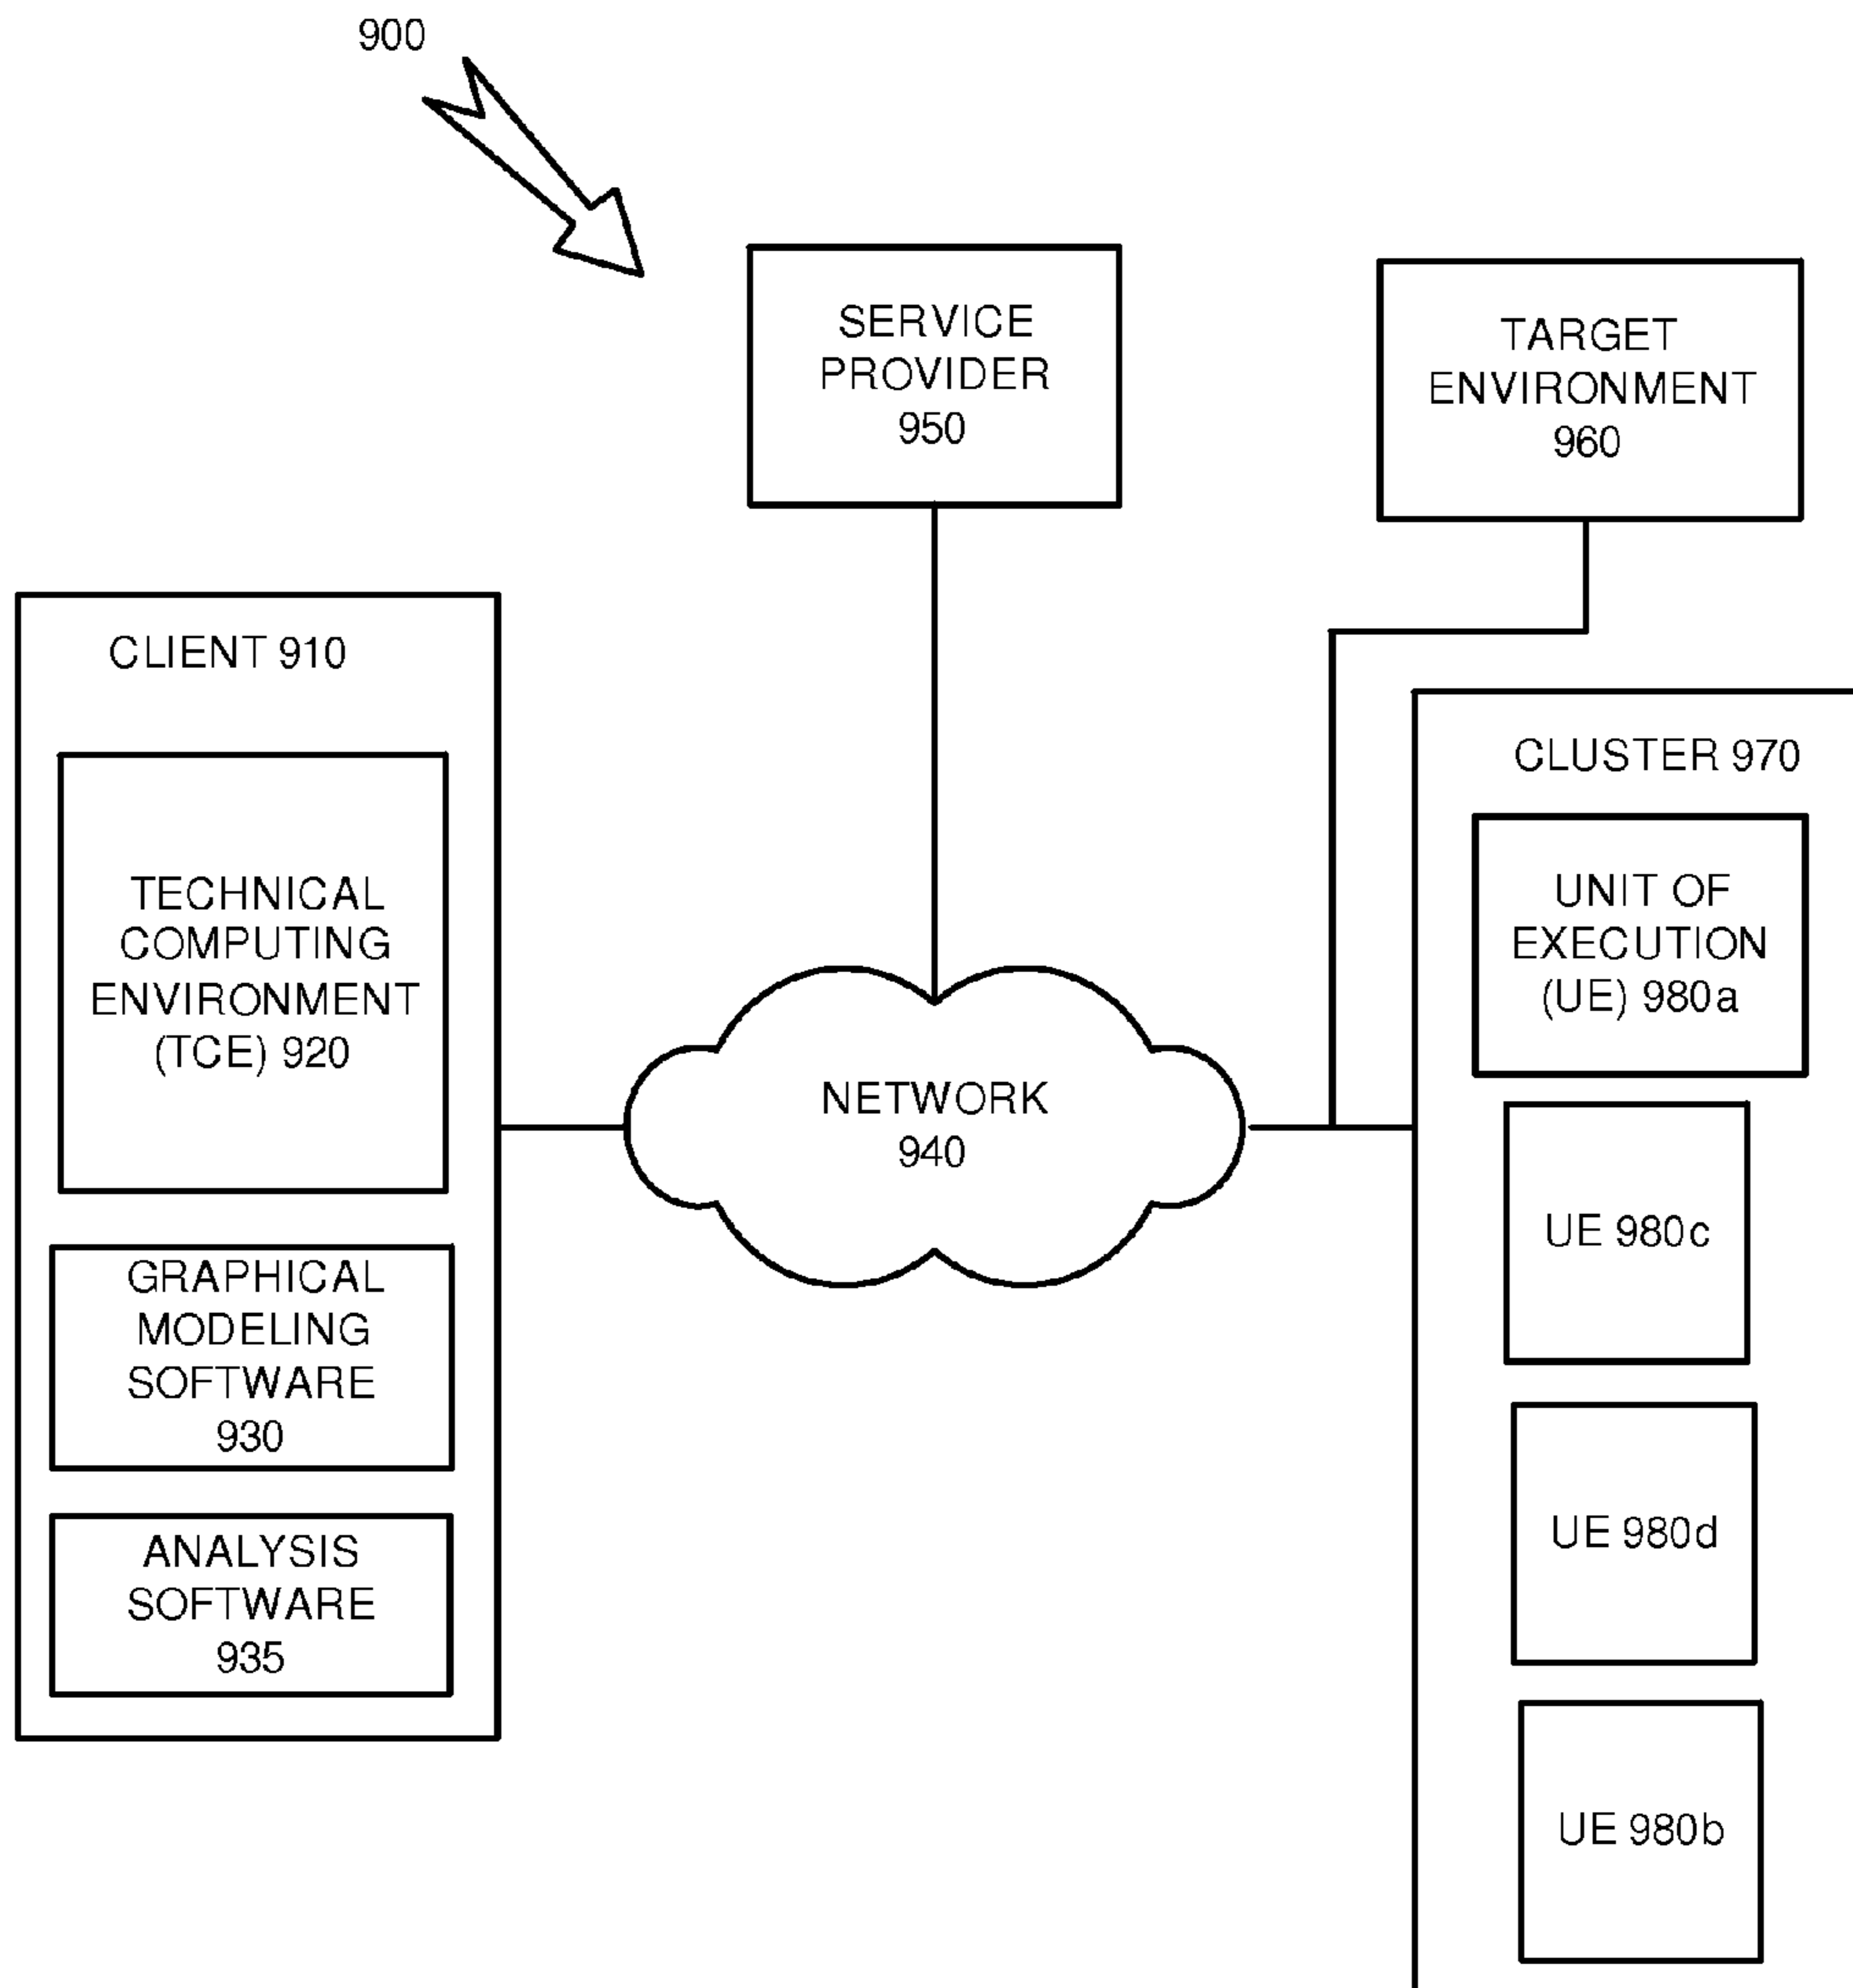 900
SERVICE
PROVIDER
950
TARGET
ENVIRONMENT
960
CLIENT 910
TECHNICAL
COMPUTING
ENVIRONMENT
(TCE) 920
GRAPHICAL
MODELING
SOFTWARE
930
ANALYSIS
SOFTWARE
935
NETWORK
940
CLUSTER 970
UNIT OF
EXECUTION
(UE) 980a
UE 980c
UE 980d
UE 980b